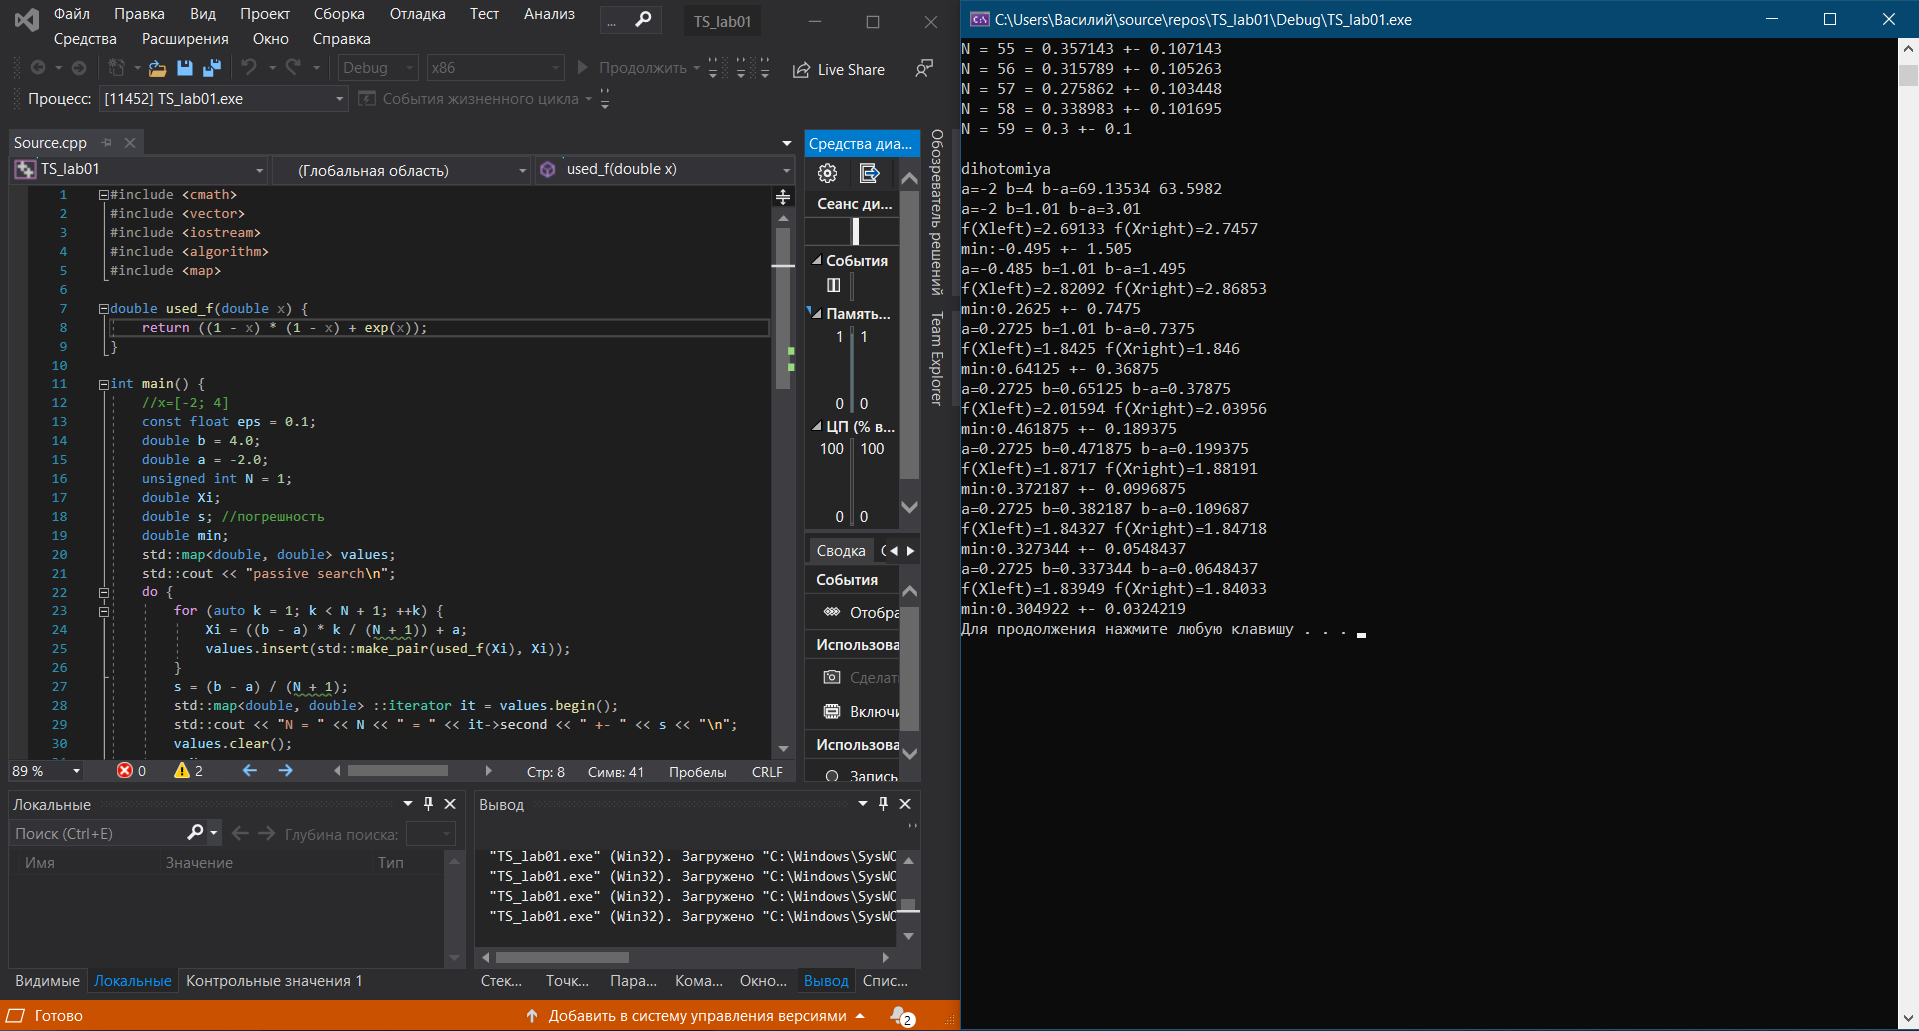 Файл Правка Вид Проект Сборка Отладка Тест Анализ ... TS_lab01
Средства Расширения Окно Справка
Debug x86 Продолжить Live Share
Процесс: [11452] TS_lab01.exe События жизненного цикла
Source.cpp
TS_lab01 (Глобальная область) used_f(double x)
1 #include <cmath>
2 #include <vector>
3 #include <iostream>
4 #include <algorithm>
5 #include <map>
6
7 double used_f(double x) {
8 return ((1 - x) * (1 - x) + exp(x));
9 }
10
11 int main() {
12 //x=[-2; 4]
13 const float eps = 0.1;
14 double b = 4.0;
15 double a = -2.0;
16 unsigned int N = 1;
17 double Xi;
18 double s; //погрешность
19 double min;
20 std::map<double, double> values;
21 std::cout << "passive search\n";
22 do {
23 for (auto k = 1; k < N + 1; ++k) {
24 Xi = ((b - a) * k / (N + 1)) + a;
25 values.insert(std::make_pair(used_f(Xi), Xi));
26 }
27 s = (b - a) / (N + 1);
28 std::map<double, double> ::iterator it = values.begin();
29 std::cout << "N = " << N << " = " << it->second << " +- " << s << "\n";
30 values.clear();
89 % 0 2 Стр: 8 Симв: 41 Пробелы CRLF
Средства диа...
Сеанс ди...
События
Память...
1 1
0 0
ЦП (% в...
100 100
0 0
Сводка
События
Отобра
Использова
Сделат
Включи
Использова
Запись
Обозреватель решений
Team Explorer
Локальные
Поиск (Ctrl+E) Глубина поиска:
Имя Значение Тип
Видимые Локальные Контрольные значения 1
Вывод
"TS_lab01.exe" (Win32). Загружено "C:\Windows\SysWO
"TS_lab01.exe" (Win32). Загружено "C:\Windows\SysWO
"TS_lab01.exe" (Win32). Загружено "C:\Windows\SysWO
"TS_lab01.exe" (Win32). Загружено "C:\Windows\SysWO
Стек... Точк... Пара... Кома... Окно... Вывод Спис...
Готово Добавить в систему управления версиями 2
C:\Users\Василий\source\repos\TS_lab01\Debug\TS_lab01.exe
N = 55 = 0.357143 +- 0.107143
N = 56 = 0.315789 +- 0.105263
N = 57 = 0.275862 +- 0.103448
N = 58 = 0.338983 +- 0.101695
N = 59 = 0.3 +- 0.1
dihotomiya
a=-2 b=4 b-a=69.13534 63.5982
a=-2 b=1.01 b-a=3.01
f(Xleft)=2.69133 f(Xright)=2.7457
min:-0.495 +- 1.505
a=-0.485 b=1.01 b-a=1.495
f(Xleft)=2.82092 f(Xright)=2.86853
min:0.2625 +- 0.7475
a=0.2725 b=1.01 b-a=0.7375
f(Xleft)=1.8425 f(Xright)=1.846
min:0.64125 +- 0.36875
a=0.2725 b=0.65125 b-a=0.37875
f(Xleft)=2.01594 f(Xright)=2.03956
min:0.461875 +- 0.189375
a=0.2725 b=0.471875 b-a=0.199375
f(Xleft)=1.8717 f(Xright)=1.88191
min:0.372187 +- 0.0996875
a=0.2725 b=0.382187 b-a=0.109687
f(Xleft)=1.84327 f(Xright)=1.84718
min:0.327344 +- 0.0548437
a=0.2725 b=0.337344 b-a=0.0648437
f(Xleft)=1.83949 f(Xright)=1.84033
min:0.304922 +- 0.0324219
Для продолжения нажмите любую клавишу . . .